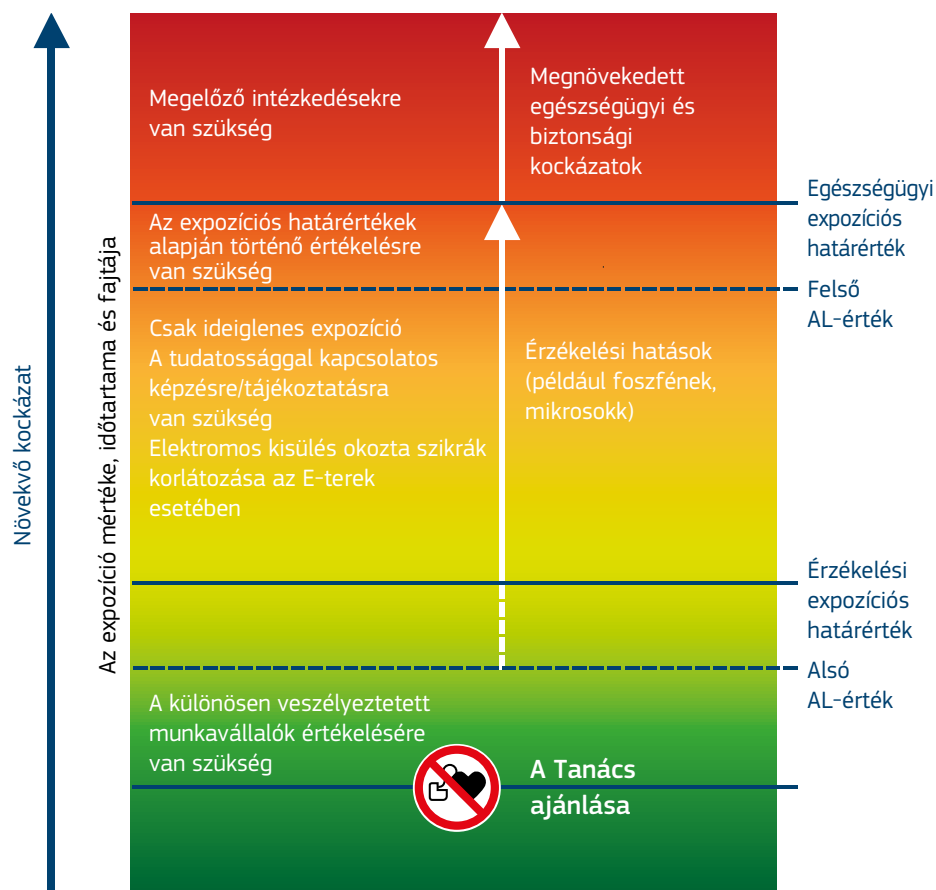 Növekvő kockázat
Az expozíció mértéke, időtartama és fajtája
Megelőző intézkedésekre
van szükség
Megnövekedett
egészségügyi és
biztonsági
kockázatok
Egészségügyi
expozíciós
határérték
Az expozíciós határértékek
alapján történő értékelésre
van szükség
Felső
AL-érték
Csak ideiglenes expozíció
A tudatossággal kapcsolatos
képzésre/tájékoztatásra
van szükség
Elektromos kisülés okozta szikrák
korlátozása az E-terek
esetében
Érzékelési hatások
(például foszfének,
mikrosokk)
Érzékelési
expozíciós
határérték
Alsó
AL-érték
A különösen veszélyeztetett
munkavállalók értékelésére
van szükség
A Tanács
ajánlása